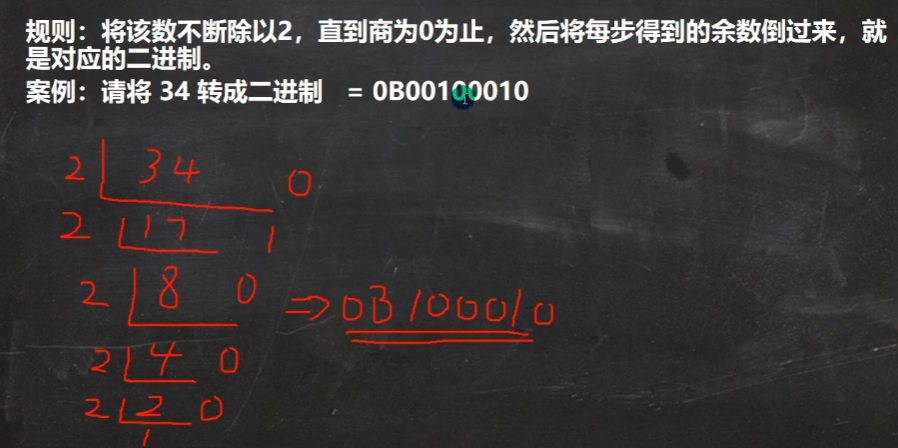 规则：将该数不断除以2，直到商为0为止，然后将每步得到的余数倒过来，就
是对应的二进制。
案例：请将 34 转成二进制 = 0B00100010
2 34 0
2 17 1
2 8 0 ⇒ 0B100010
2 4 0
2 2 0
1